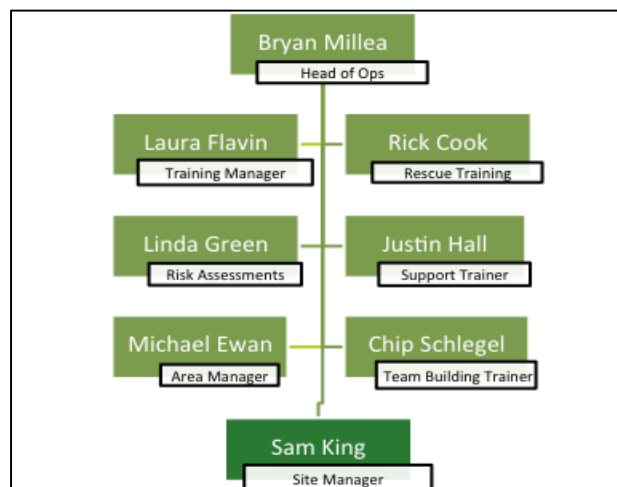 Bryan Millea
Head of Ops
Laura Flavin
Training Manager
Rick Cook
Rescue Training
Linda Green
Risk Assessments
Justin Hall
Support Trainer
Michael Ewan
Area Manager
Chip Schlegel
Team Building Trainer
Sam King
Site Manager